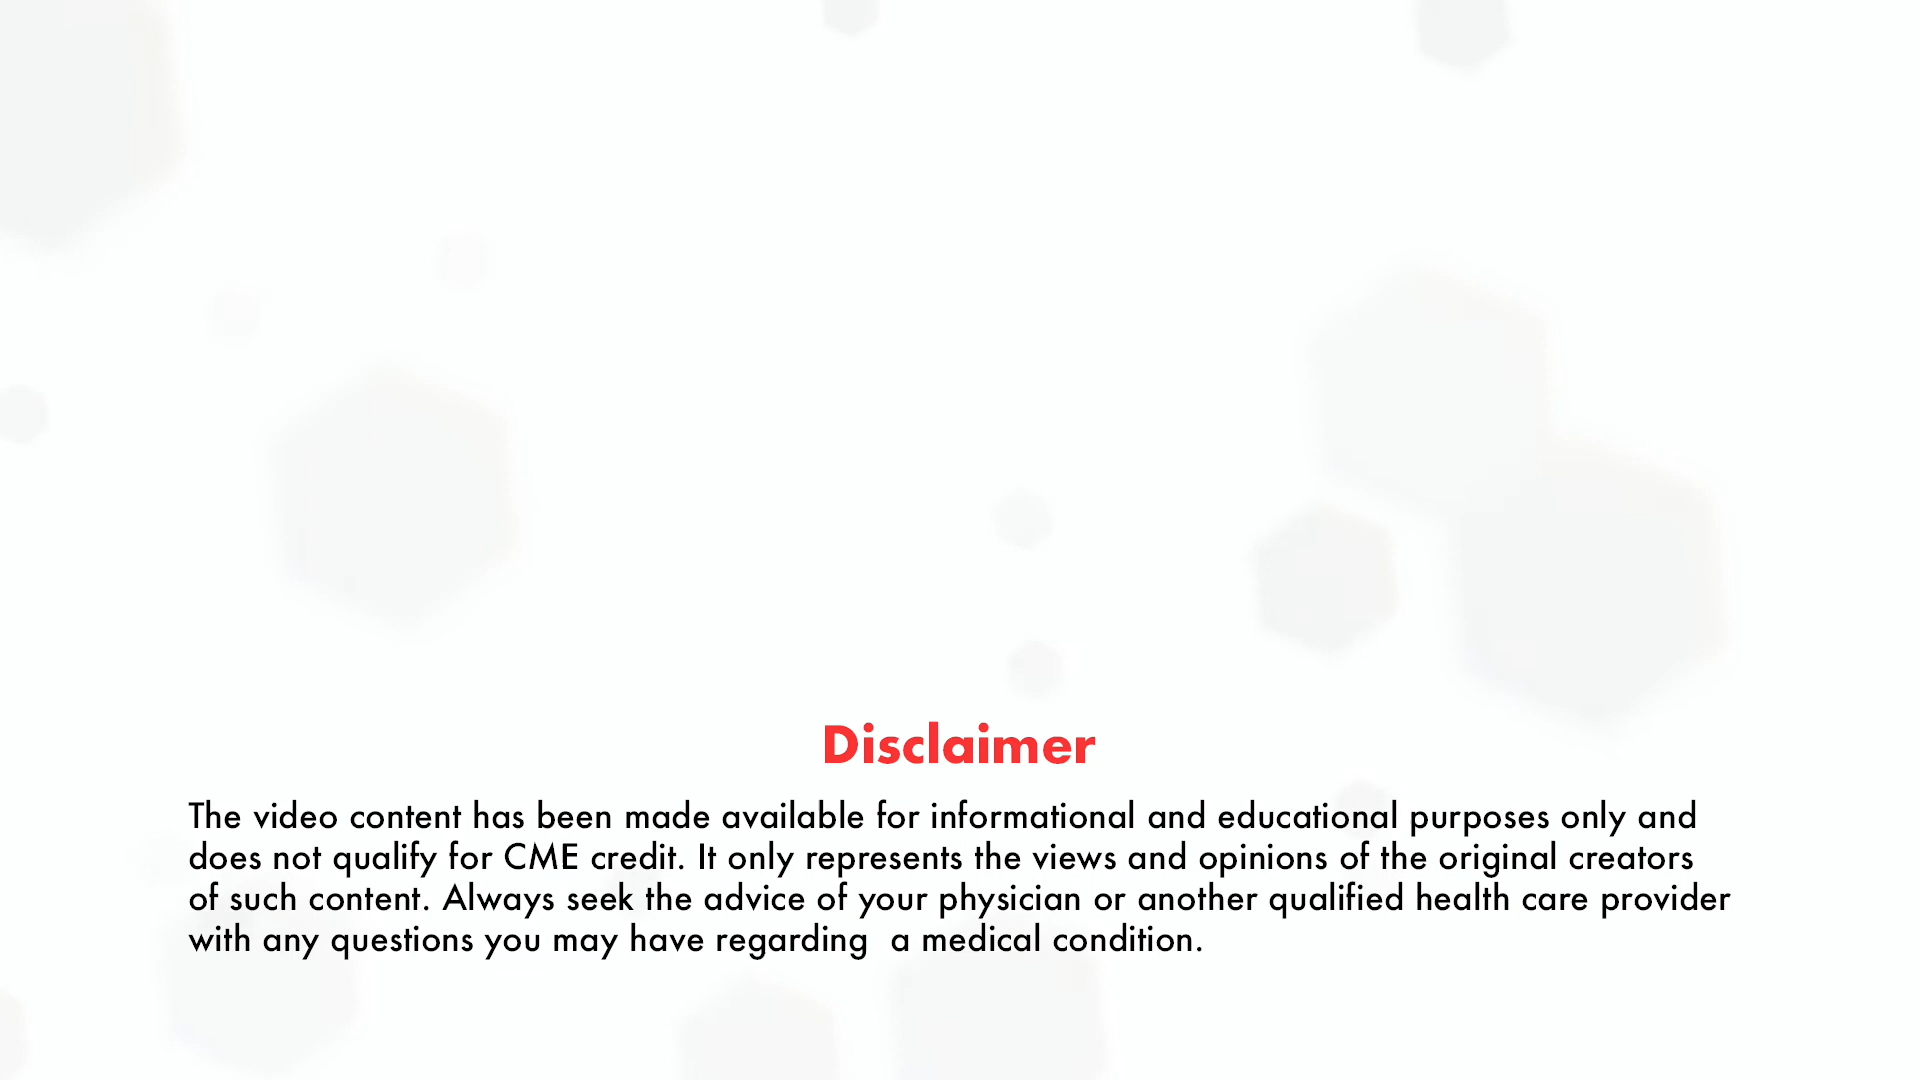 Disclaimer
The video content has been made available for informational and educational purposes only and
does not qualify for CME credit. It only represents the views and opinions of the original creators
of such content. Always seek the advice of your physician or another qualified health care provider
with any questions you may have regarding  a medical condition.